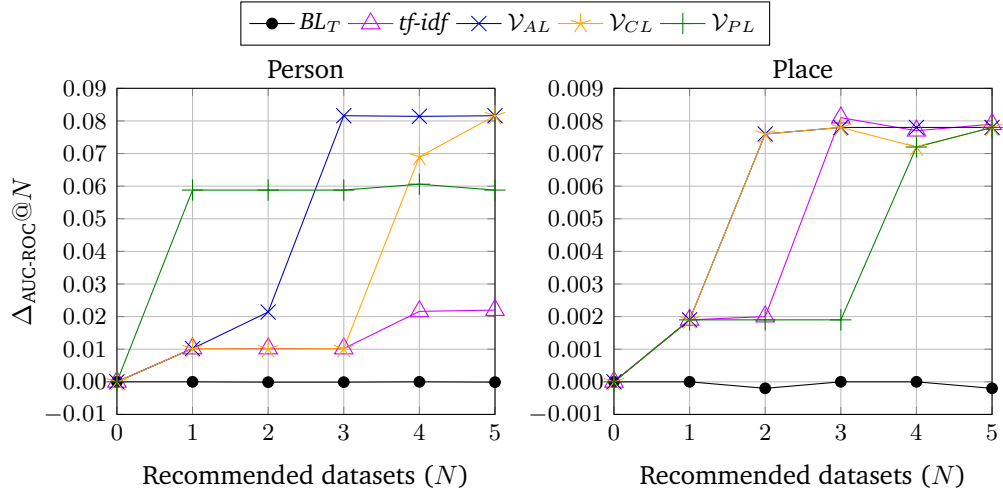 BL_T tf-idf V_AL V_CL V_PL
Person
0.09
0.08
0.07
0.06
0.05
0.04
0.03
0.02
0.01
0.00
−0.01
0 1 2 3 4 5
Δ_AUC-ROC@N
Recommended datasets (N)
Place
0.009
0.008
0.007
0.006
0.005
0.004
0.003
0.002
0.001
0.000
−0.001
0 1 2 3 4 5
Recommended datasets (N)